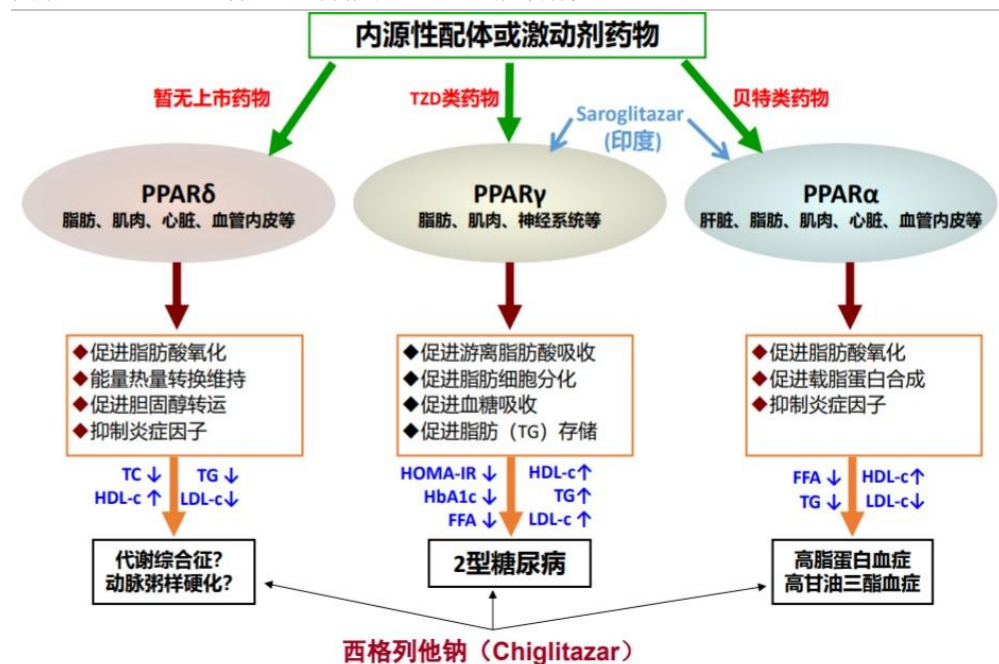 内源性配体或激动剂药物
暂无上市药物
TZD类药物
贝特类药物
Saroglitazar
(印度)
PPARδ
脂肪、肌肉、心脏、血管内皮等
PPARγ
脂肪、肌肉、神经系统等
PPARα
肝脏、脂肪、肌肉、心脏、血管内皮等
◆促进脂肪酸氧化
◆能量热量转换维持
◆促进胆固醇转运
◆抑制炎症因子
◆促进游离脂肪酸吸收
◆促进脂肪细胞分化
◆促进血糖吸收
◆促进脂肪（TG）存储
◆促进脂肪酸氧化
◆促进载脂蛋白合成
◆抑制炎症因子
TC ↓ TG ↓
HDL-c ↑ LDL-c↓
HOMA-IR ↓ HDL-c↑
HbA1c ↓ TG↑
FFA ↓ LDL-c ↑
FFA ↓ HDL-c↑
TG ↓ LDL-c↓
代谢综合征？
动脉粥样硬化？
2型糖尿病
高脂蛋白血症
高甘油三酯血症
西格列他钠（Chiglitazar）